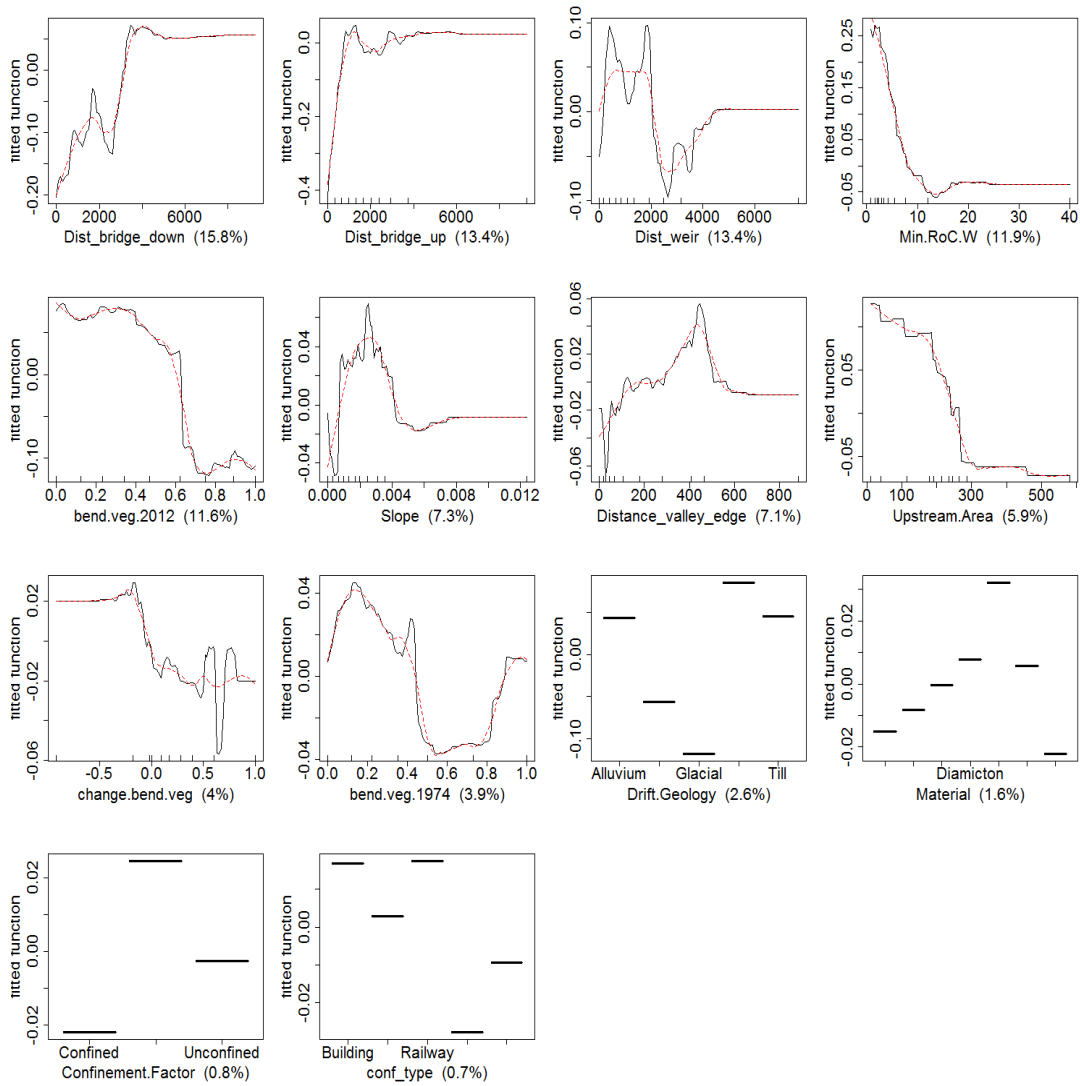 fitted function
0.00
-0.10
-0.20
0 2000 6000
Dist_bridge_down (15.8%)
fitted function
0.0
-0.2
-0.4
0 2000 6000
Dist_bridge_up (13.4%)
fitted function
0.10
0.00
-0.10
0 2000 4000 6000
Dist_weir (13.4%)
fitted function
0.25
0.15
0.05
-0.05
0 10 20 30 40
Min.RoC.W (11.9%)
fitted function
0.00
-0.10
0.0 0.2 0.4 0.6 0.8 1.0
bend.veg.2012 (11.6%)
fitted function
0.04
0.00
-0.04
0.000 0.004 0.008 0.012
Slope (7.3%)
fitted function
0.06
0.02
-0.02
-0.06
0 200 400 600 800
Distance_valley_edge (7.1%)
fitted function
0.05
-0.05
0 100 300 500
Upstream.Area (5.9%)
fitted function
0.02
-0.02
-0.06
-0.5 0.0 0.5 1.0
change.bend.veg (4%)
fitted function
0.04
0.00
-0.04
0.0 0.2 0.4 0.6 0.8 1.0
bend.veg.1974 (3.9%)
fitted function
0.00
-0.10
Alluvium Glacial Till
Drift.Geology (2.6%)
fitted function
0.02
0.00
-0.02
Diamicton
Material (1.6%)
fitted function
0.02
0.00
-0.02
Confined Unconfined
Confinement.Factor (0.8%)
fitted function
0.00
-0.02
Building Railway
conf_type (0.7%)